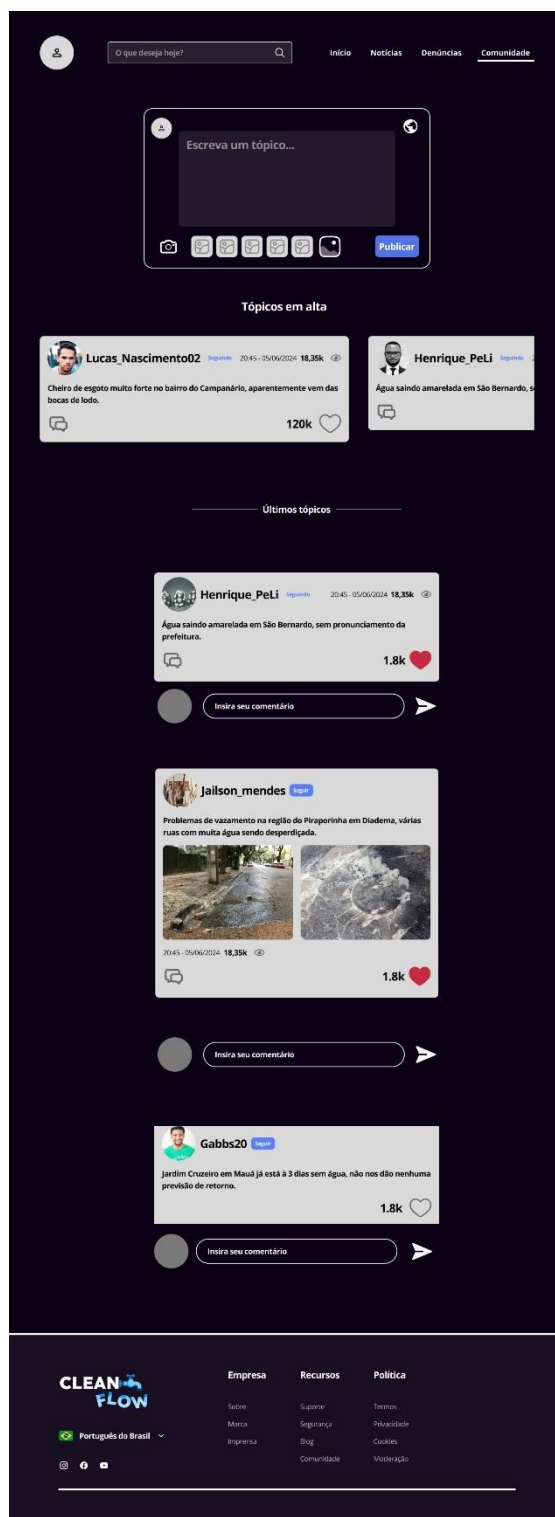 O que deseja hoje?
Início Notícias Denúncias Comunidade
Escreva um tópico...
Publicar
Tópicos em alta
Lucas_Nascimento02 Seguindo 20:45 - 05/06/2024 18,35k
Cheiro de esgoto muito forte no bairro do Campanário, aparentemente vem das
bocas de lodo.
120k
Henrique_PeLi Seguindo 2
Água saindo amarelada em São Bernardo, s
Últimos tópicos
Henrique_PeLi Seguindo 20:45 - 05/06/2024 18,35k
Água saindo amarelada em São Bernardo, sem pronunciamento da
prefeitura.
1.8k
Insira seu comentário
Jailson_mendes Seguir
Problemas de vazamento na região do Piraporinha em Diadema, várias
ruas com muita água sendo desperdiçada.
20:45 - 05/06/2024 18,35k
1.8k
Insira seu comentário
Gabbs20 Seguir
Jardim Cruzeiro em Mauá já está à 3 dias sem água, não nos dão nenhuma
previsão de retorno.
1.8k
Insira seu comentário
CLEAN
FLOW
Português do Brasil
Empresa
Sobre
Marca
Imprensa
Recursos
Suporte
Segurança
Blog
Comunidade
Política
Termos
Privacidade
Cookies
Moderação